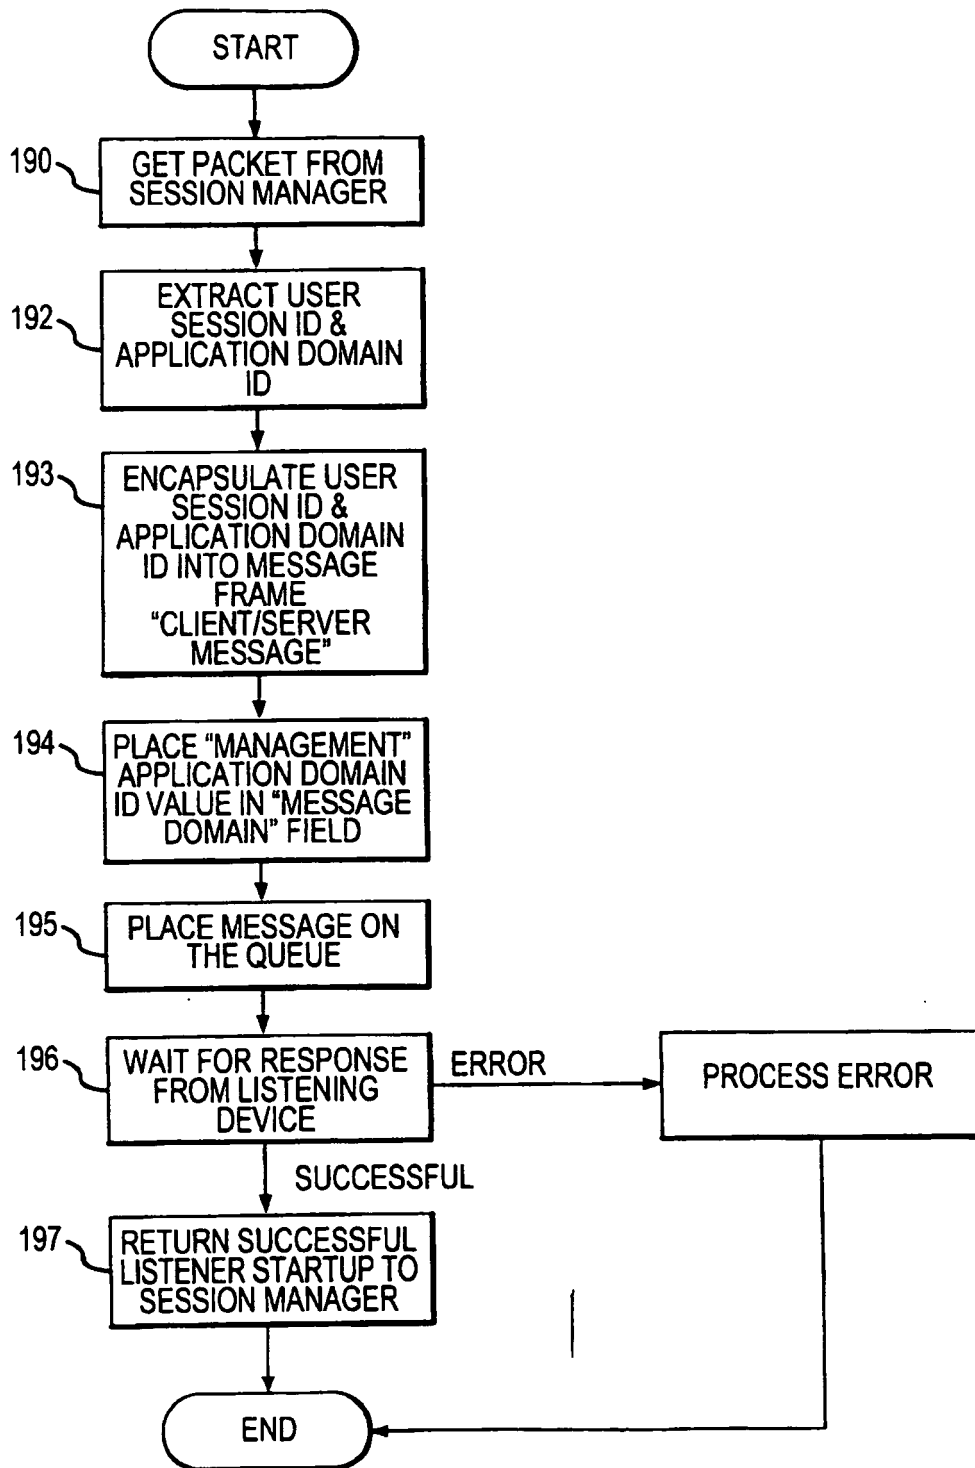 START
190
GET PACKET FROM
SESSION MANAGER
192
EXTRACT USER
SESSION ID &
APPLICATION DOMAIN
ID
193
ENCAPSULATE USER
SESSION ID &
APPLICATION DOMAIN
ID INTO MESSAGE
FRAME
“CLIENT/SERVER
MESSAGE”
194
PLACE “MANAGEMENT”
APPLICATION DOMAIN
ID VALUE IN “MESSAGE
DOMAIN” FIELD
195
PLACE MESSAGE ON
THE QUEUE
196
WAIT FOR RESPONSE
FROM LISTENING
DEVICE
ERROR
PROCESS ERROR
SUCCESSFUL
197
RETURN SUCCESSFUL
LISTENER STARTUP TO
SESSION MANAGER
END